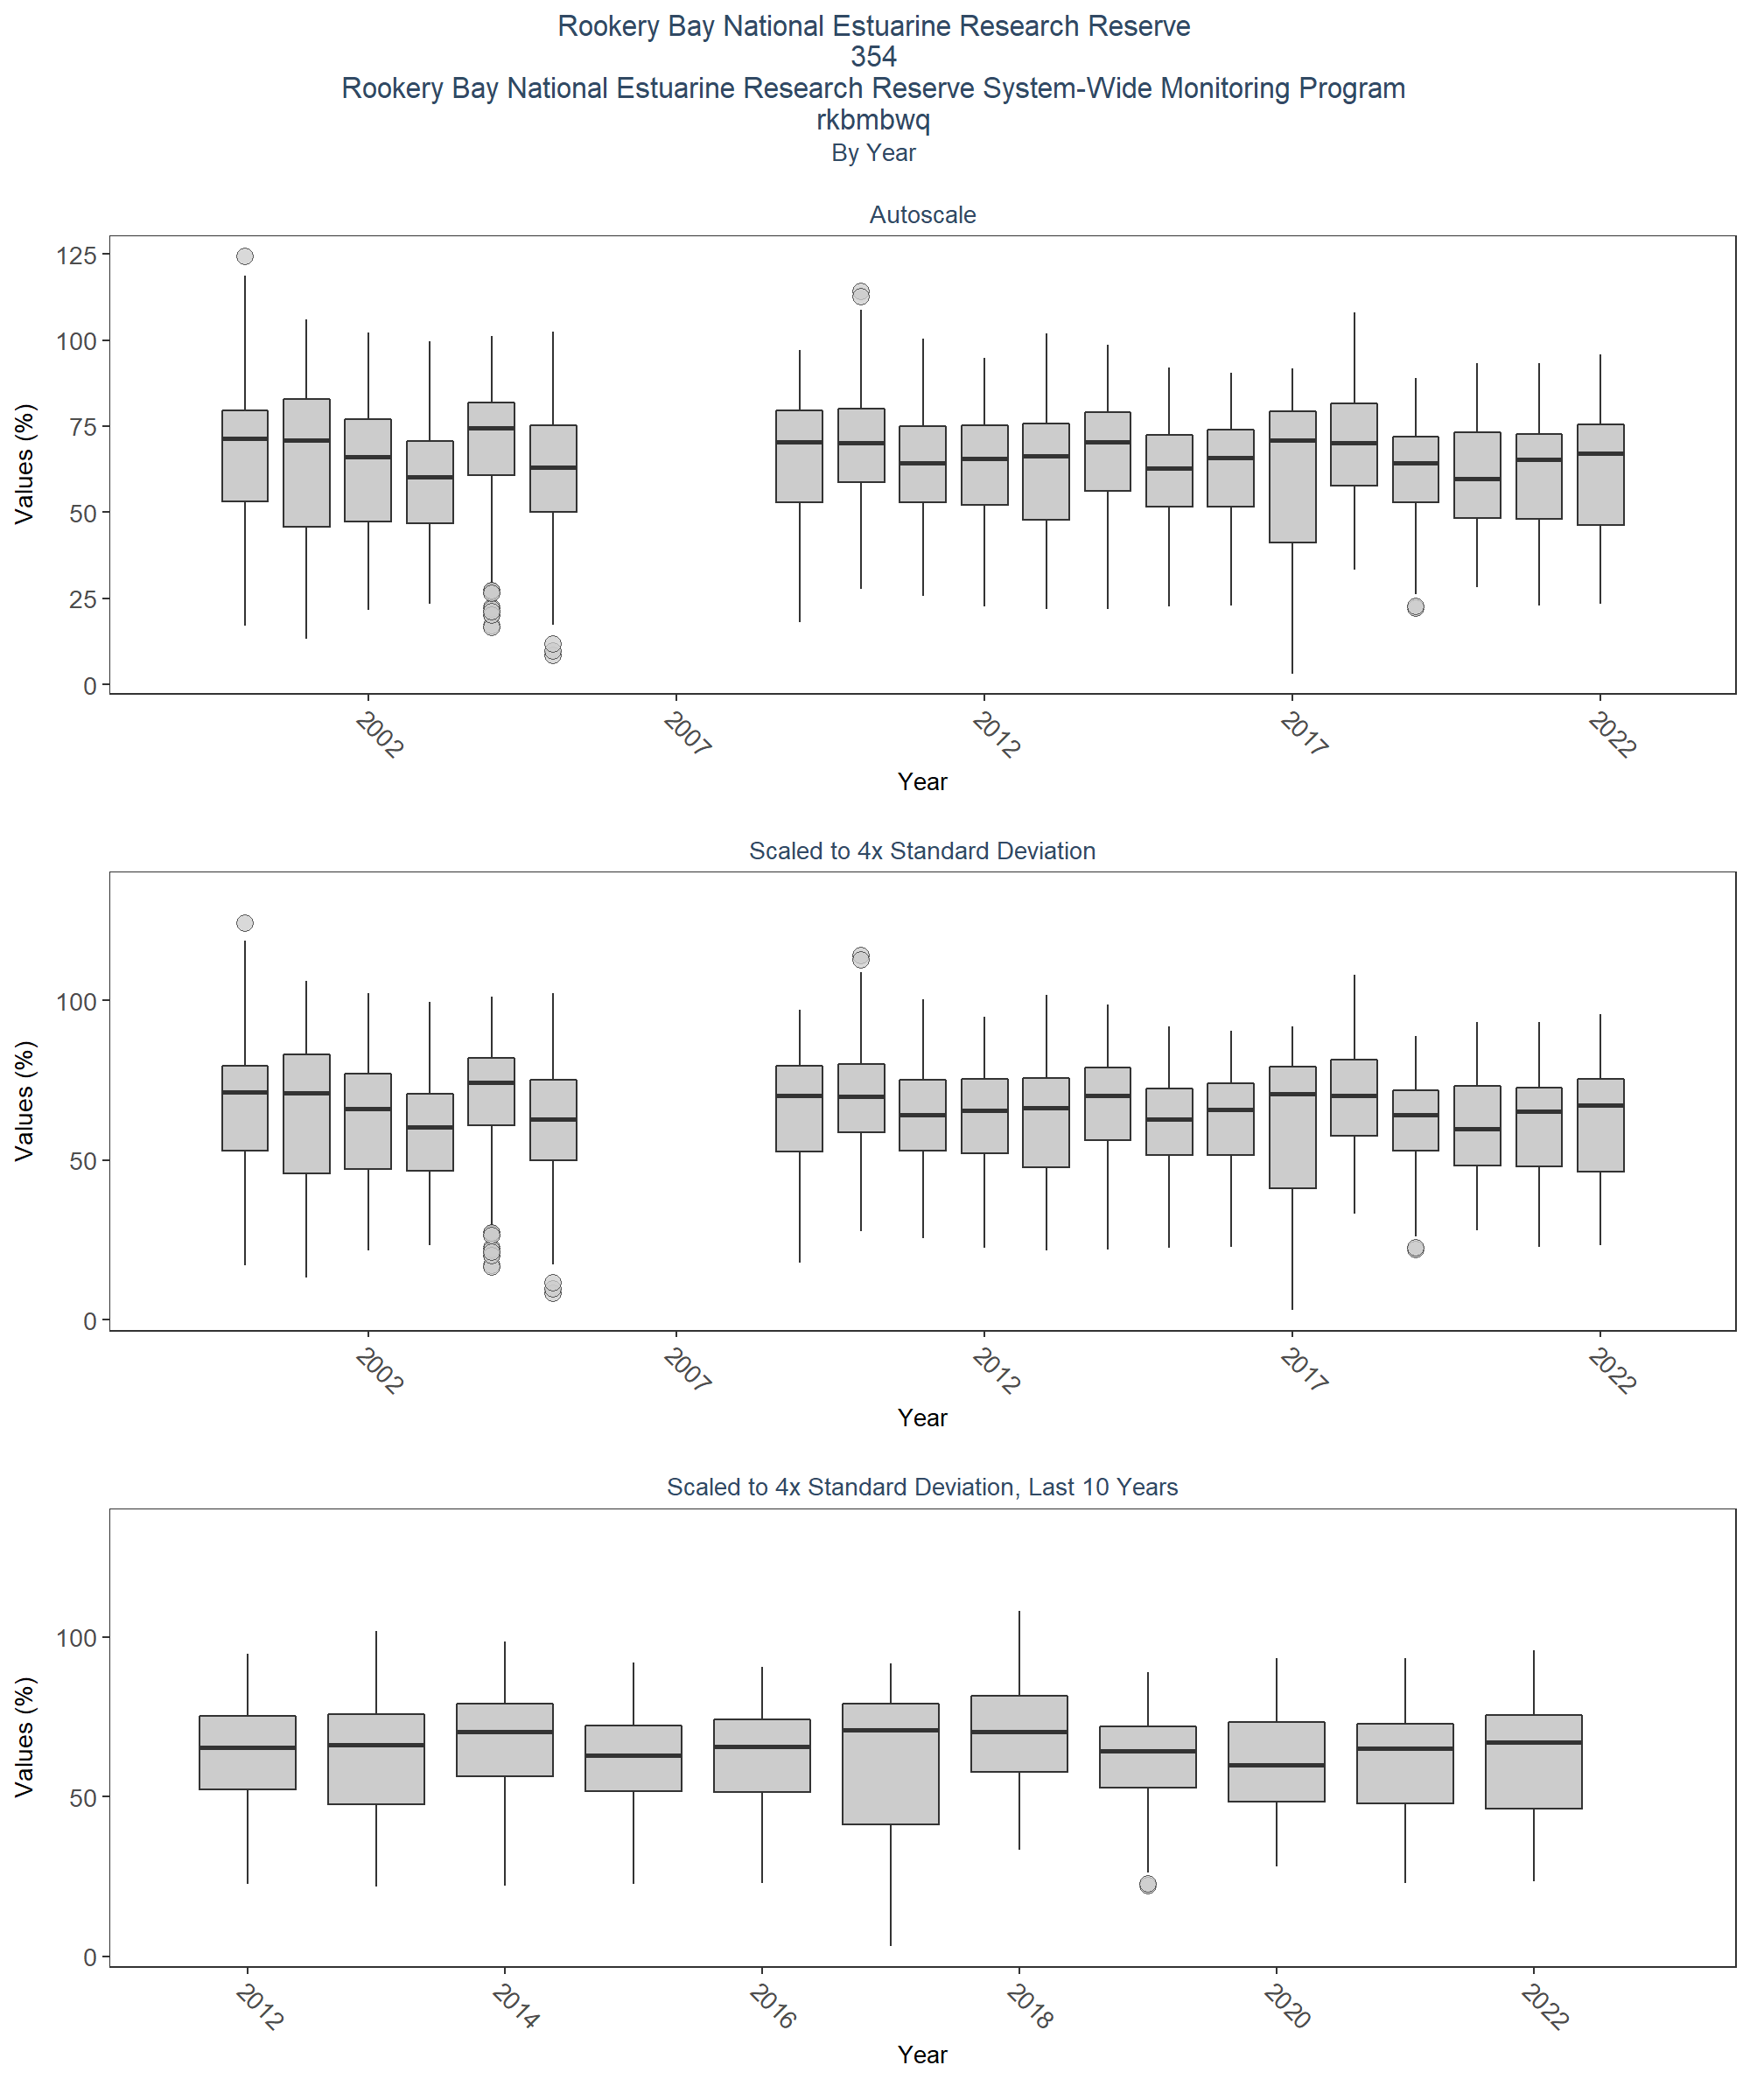 Rookery Bay National Estuarine Research Reserve
354
Rookery Bay National Estuarine Research Reserve System-Wide Monitoring Program
rkbmbwq
By Year
Autoscale
Values (%)
125
100
75
50
25
0
2002 2007 2012 2017 2022
Year
Scaled to 4x Standard Deviation
Values (%)
100
50
0
2002 2007 2012 2017 2022
Year
Scaled to 4x Standard Deviation, Last 10 Years
Values (%)
100
50
0
2012 2014 2016 2018 2020 2022
Year